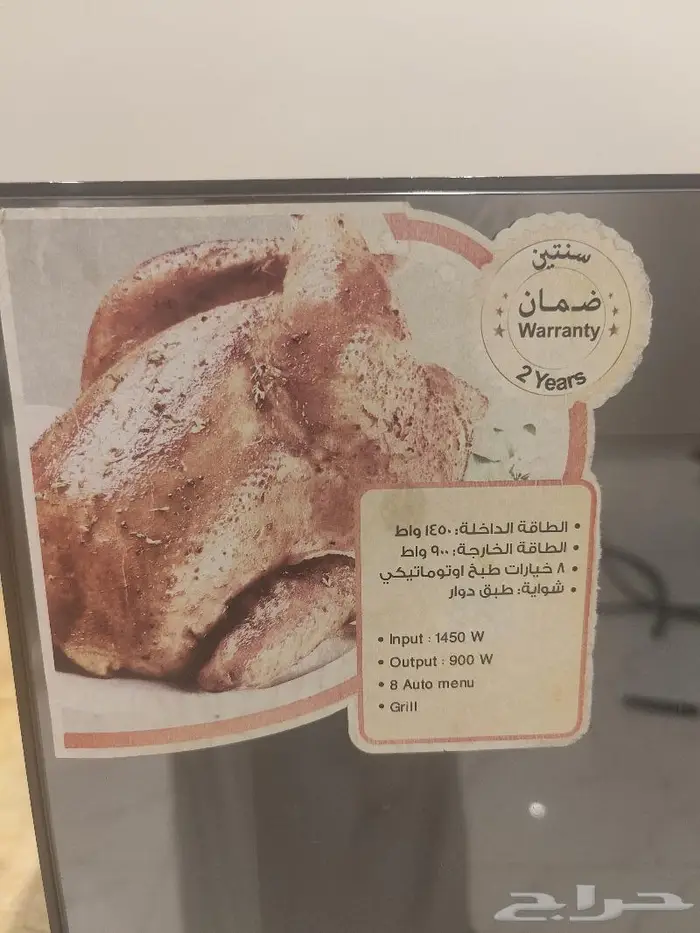 سنتين
ضمان
Warranty
2 Years
• الطاقة الداخلة: ١٤٥٠ واط
• الطاقة الخارجة: ٩٠٠ واط
• ٨ خيارات طبخ اوتوماتيكي
• شواية: طبق دوار
• Input : 1450 W
• Output : 900 W
• 8 Auto menu
• Grill
حراج